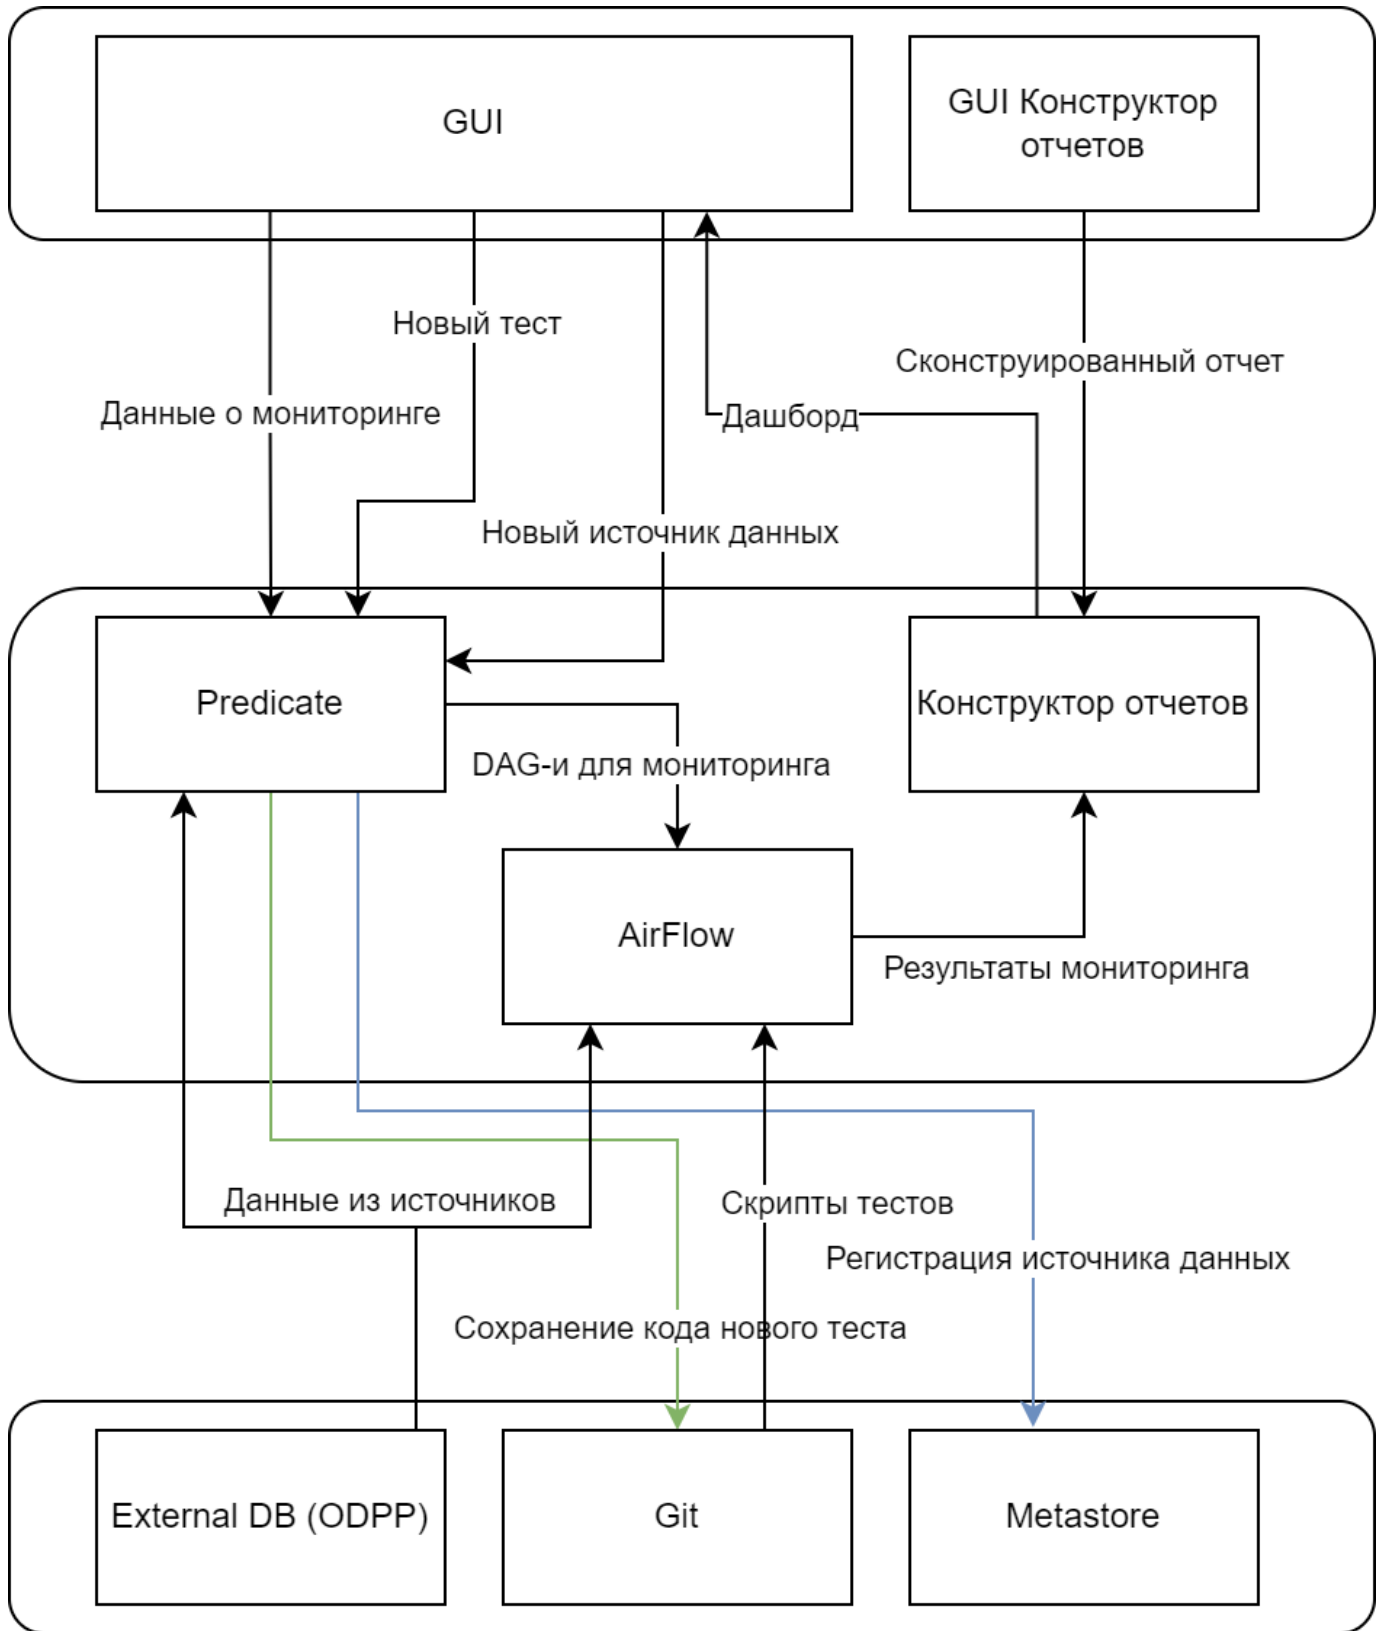 GUI
GUI Конструктор
отчетов
Новый тест
Сконструированный отчет
Данные о мониторинге
Дашборд
Новый источник данных
Predicate
Конструктор отчетов
DAG-и для мониторинга
AirFlow
Результаты мониторинга
Данные из источников
Скрипты тестов
Регистрация источника данных
Сохранение кода нового теста
External DB (ODPP)
Git
Metastore